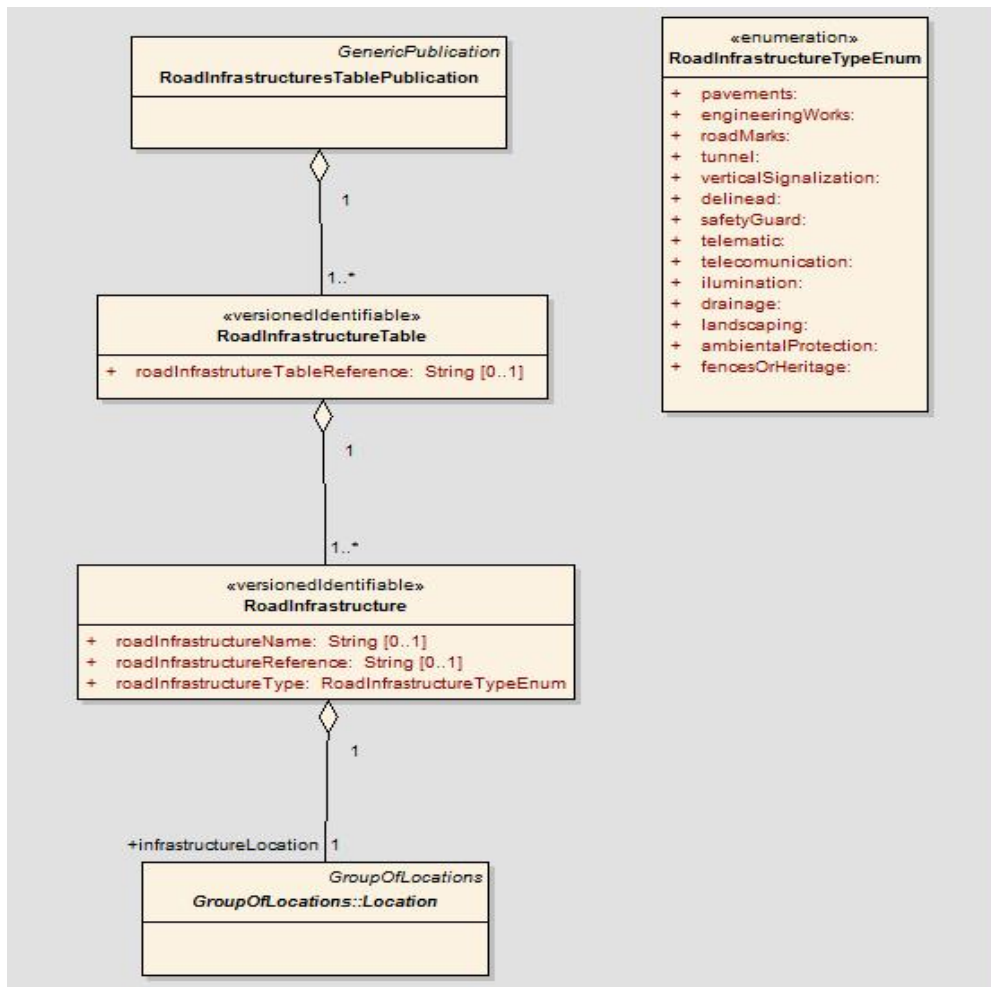 GenericPublication
RoadInfrastructuresTablePublication
1
1..*
«versionedIdentifiable»
RoadInfrastructureTable
+ roadInfrastrutureTableReference: String [0..1]
1
1..*
«versionedIdentifiable»
RoadInfrastructure
+ roadInfrastructureName: String [0..1]
+ roadInfrastructureReference: String [0..1]
+ roadInfrastructureType: RoadInfrastructureTypeEnum
1
+infrastructureLocation 1
GroupOfLocations
GroupOfLocations::Location
«enumeration»
RoadInfrastructureTypeEnum
+ pavements:
+ engineeringWorks:
+ roadMarks:
+ tunnel:
+ verticalSignalization:
+ delinead:
+ safetyGuard:
+ telematic:
+ telecomunication:
+ ilumination:
+ drainage:
+ landscaping:
+ ambientalProtection:
+ fencesOrHeritage: